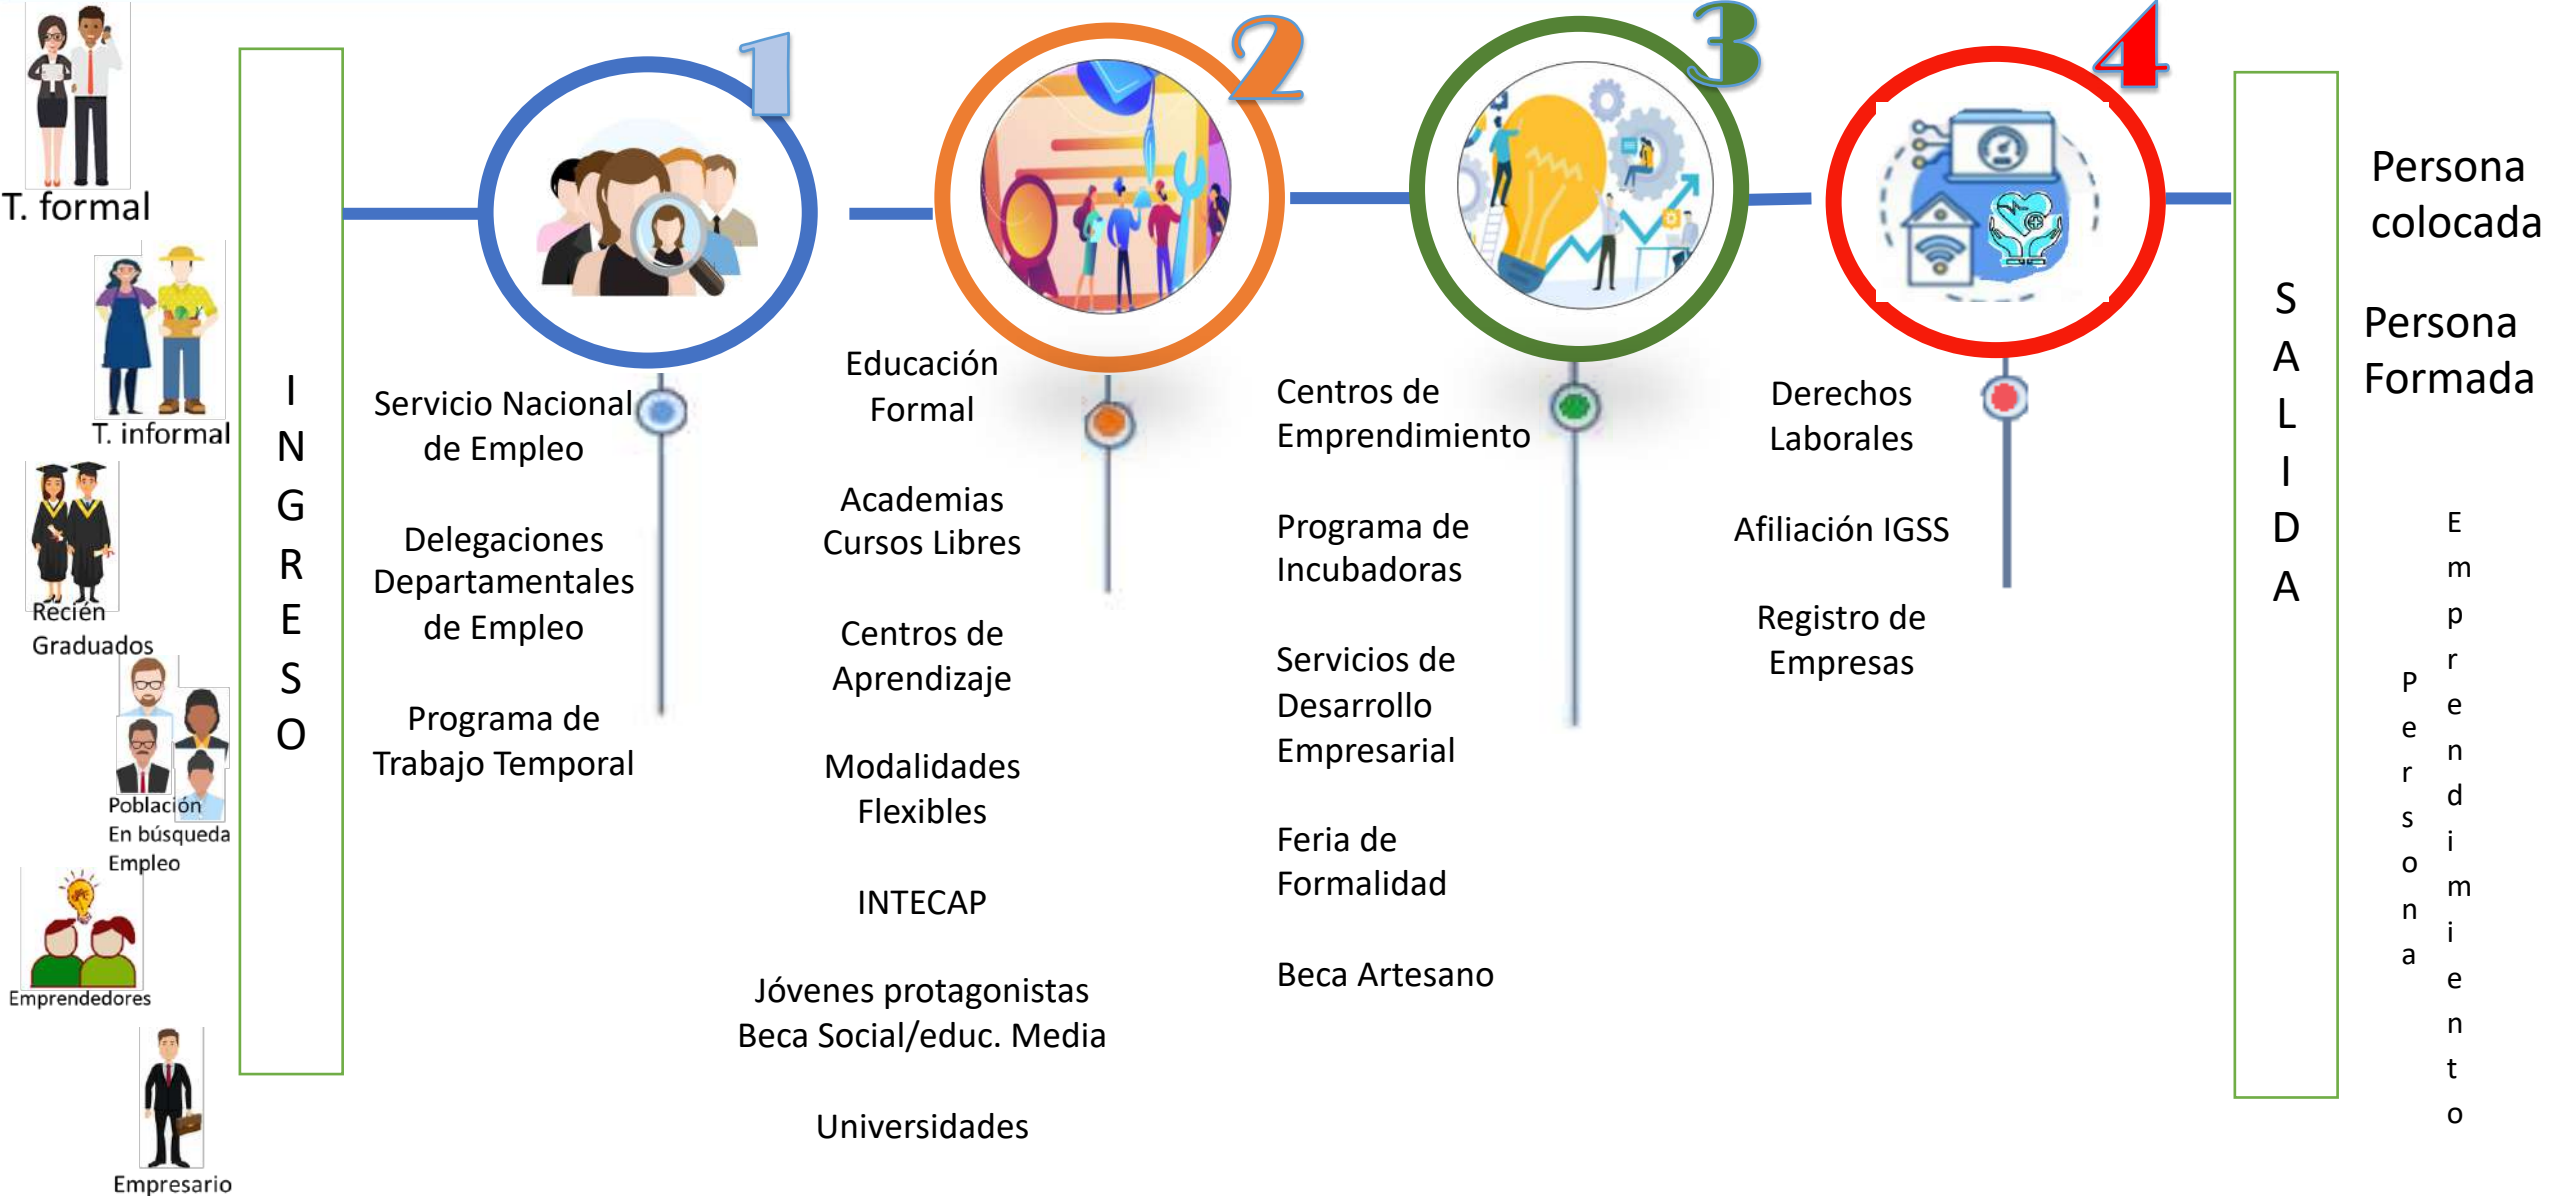 T. formal
T. informal
Recién
Graduados
Población
En búsqueda
Empleo
Emprendedores
Empresario
INGRESO
1
Servicio Nacional
de Empleo
Delegaciones
Departamentales
de Empleo
Programa de
Trabajo Temporal
2
Educación
Formal
Academias
Cursos Libres
Centros de
Aprendizaje
Modalidades
Flexibles
INTECAP
Jóvenes protagonistas
Beca Social/educ. Media
Universidades
3
Centros de
Emprendimiento
Programa de
Incubadoras
Servicios de
Desarrollo
Empresarial
Feria de
Formalidad
Beca Artesano
4
Derechos
Laborales
Afiliación IGSS
Registro de
Empresas
SALIDA
Persona
colocada
Persona
Formada
Persona
Emprendimiento